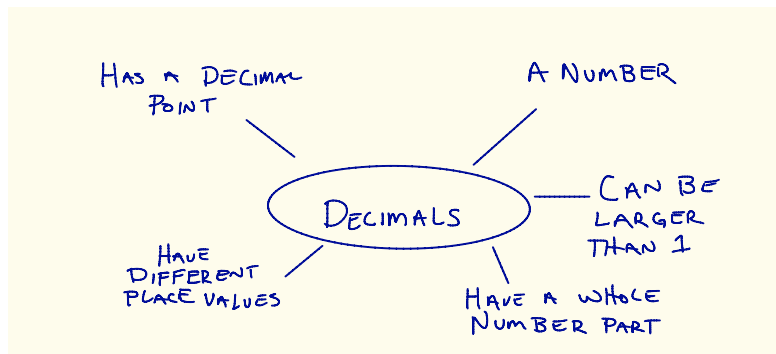 HAS A DECIMAL
POINT
A NUMBER
DECIMALS
CAN BE
LARGER
THAN 1
HAVE
DIFFERENT
PLACE VALUES
HAVE A WHOLE
NUMBER PART